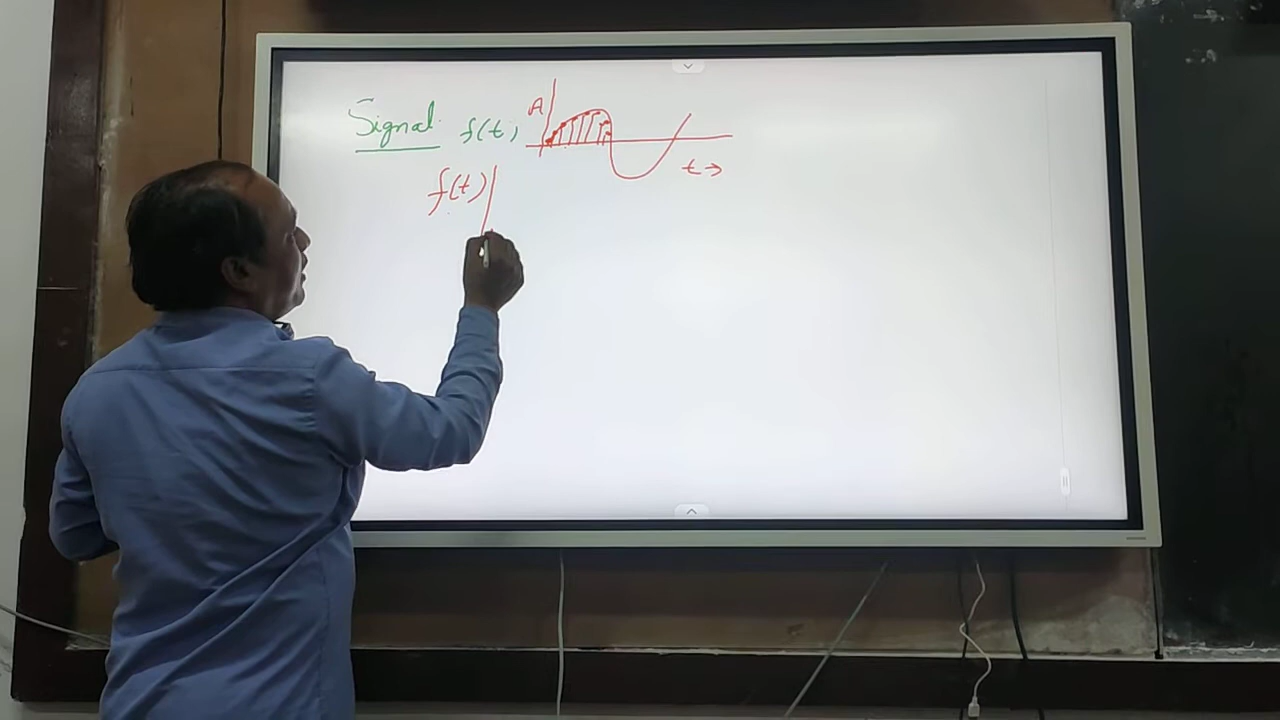 Signal f(t) A
t →
f(t)